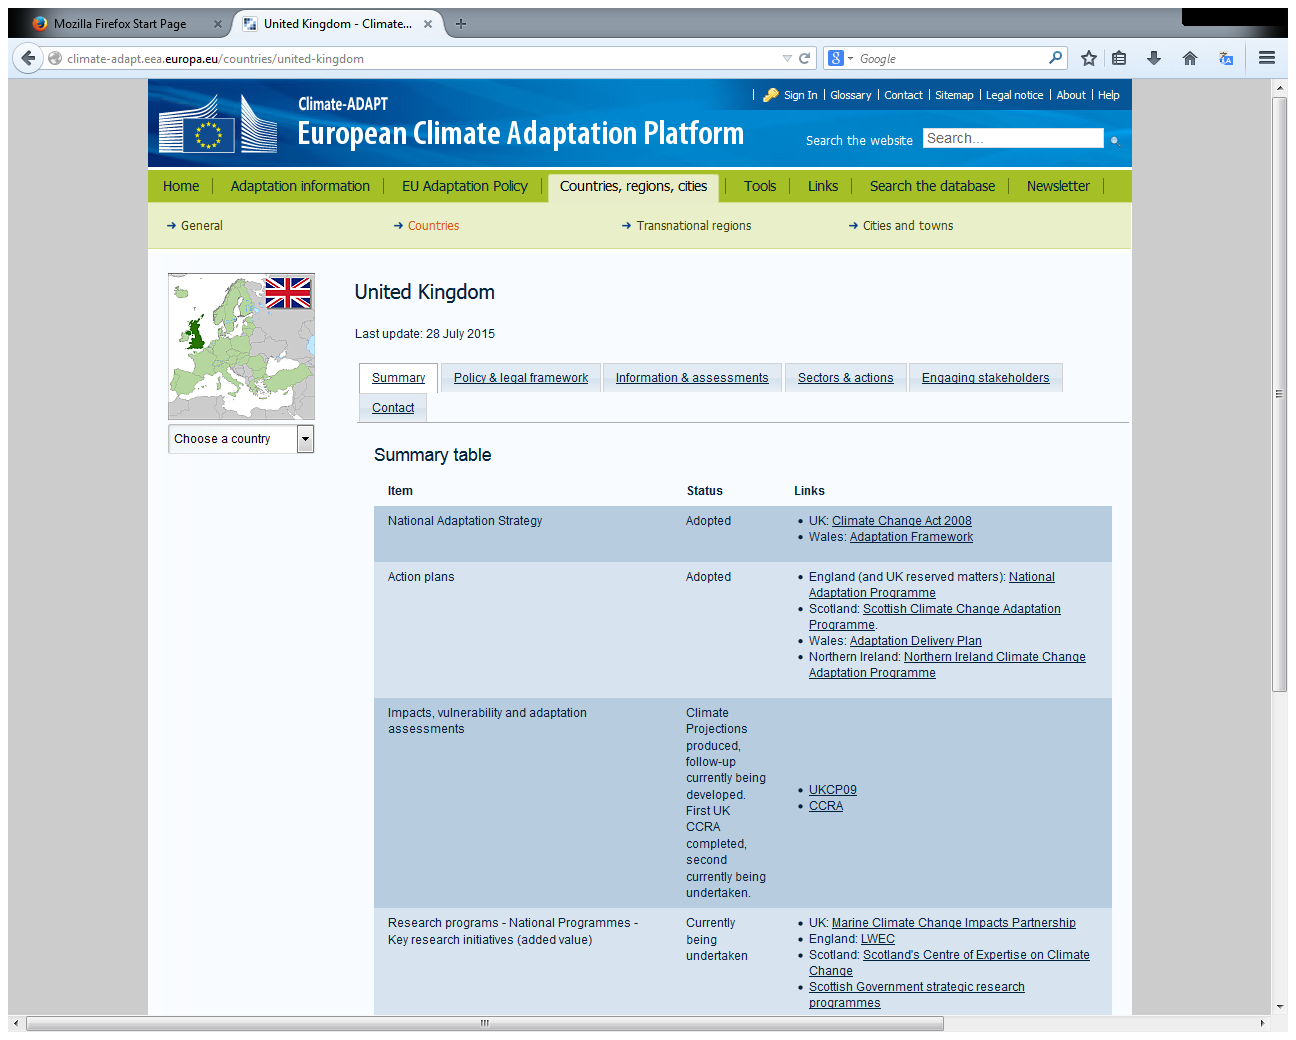 Mozilla Firefox Start Page
United Kingdom - Climate...
climate-adapt.eea.europa.eu/countries/united-kingdom
8
Google
Climate-ADAPT
European Climate Adaptation Platform
Sign In | Glossary | Contact | Sitemap | Legal notice | About | Help
Search the website
Search...
Home | Adaptation information | EU Adaptation Policy | Countries, regions, cities | Tools | Links | Search the database | Newsletter |
General
Countries
Transnational regions
Cities and towns
Choose a country
United Kingdom
Last update: 28 July 2015
Summary
Policy & legal framework
Information & assessments
Sectors & actions
Engaging stakeholders
Contact
Summary table
Item Status Links
National Adaptation Strategy
Adopted
• UK: Climate Change Act 2008
• Wales: Adaptation Framework
Action plans
Adopted
• England (and UK reserved matters): National
Adaptation Programme
• Scotland: Scottish Climate Change Adaptation
Programme.
• Wales: Adaptation Delivery Plan
• Northern Ireland: Northern Ireland Climate Change
Adaptation Programme
Impacts, vulnerability and adaptation
assessments
Climate
Projections
produced,
follow-up
currently being
developed.
First UK
CCRA
completed,
second
currently being
undertaken.
• UKCP09
• CCRA
Research programs - National Programmes -
Key research initiatives (added value)
Currently
being
undertaken
• UK: Marine Climate Change Impacts Partnership
• England: LWEC
• Scotland: Scotland's Centre of Expertise on Climate
Change
• Scottish Government strategic research
programmes